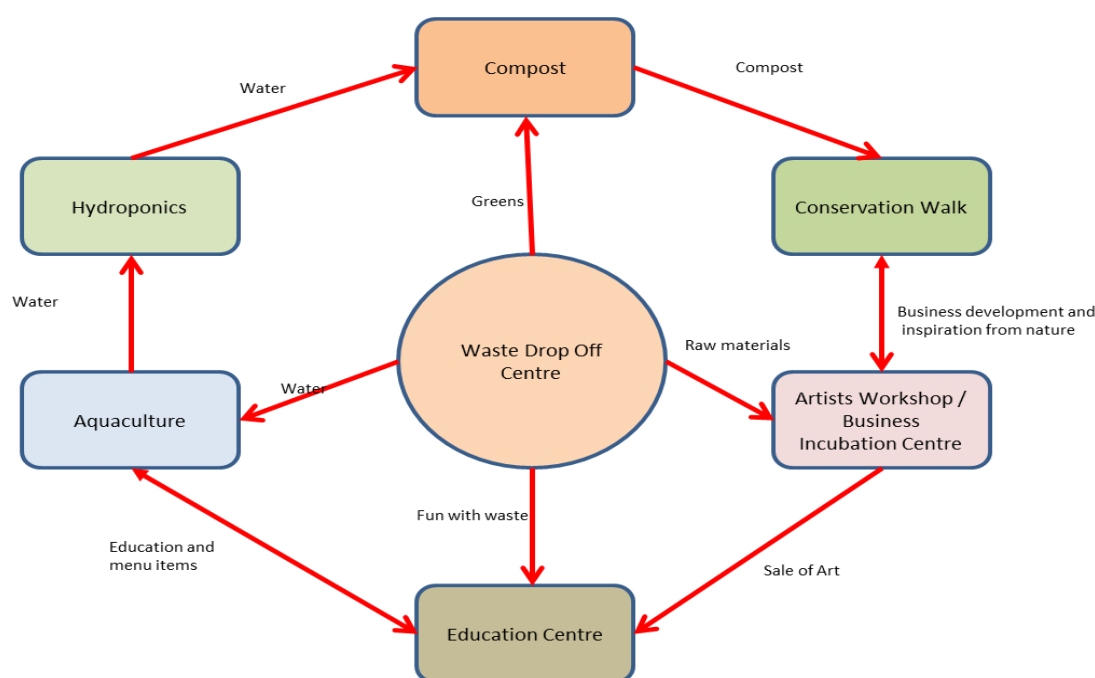 Compost
Water
Compost
Hydroponics
Conservation Walk
Greens
Water
Business development and
inspiration from nature
Waste Drop Off
Centre
Raw materials
Aquaculture
Water
Artists Workshop /
Business
Incubation Centre
Fun with waste
Education and
menu items
Sale of Art
Education Centre